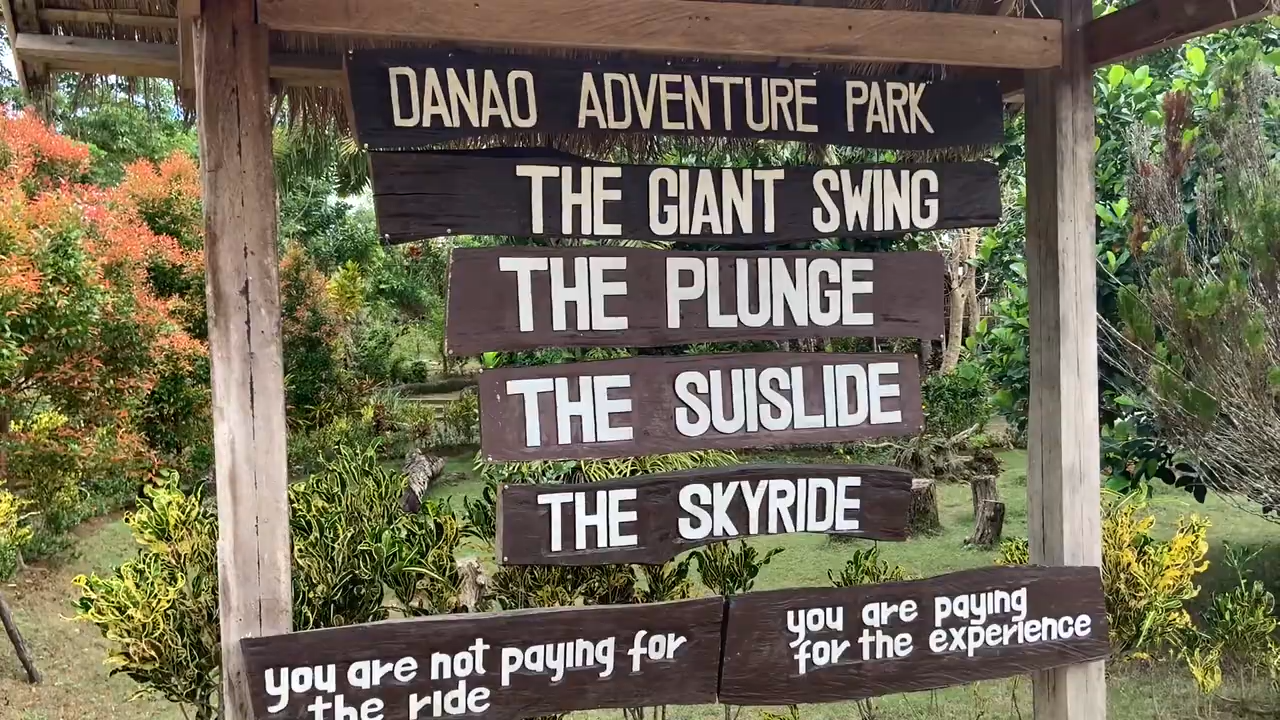 DANAO ADVENTURE PARK
THE GIANT SWING
THE PLUNGE
THE SUISLIDE
THE SKYRIDE
you are not paying for
the ride
you are paying
for the experience